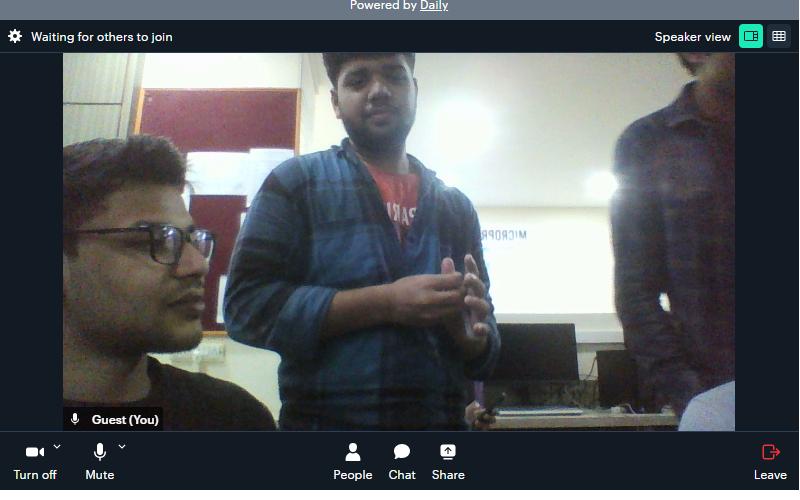 Powered by Daily
Waiting for others to join
Speaker view
Guest (You)
Turn off
Mute
People
Chat
Share
Leave